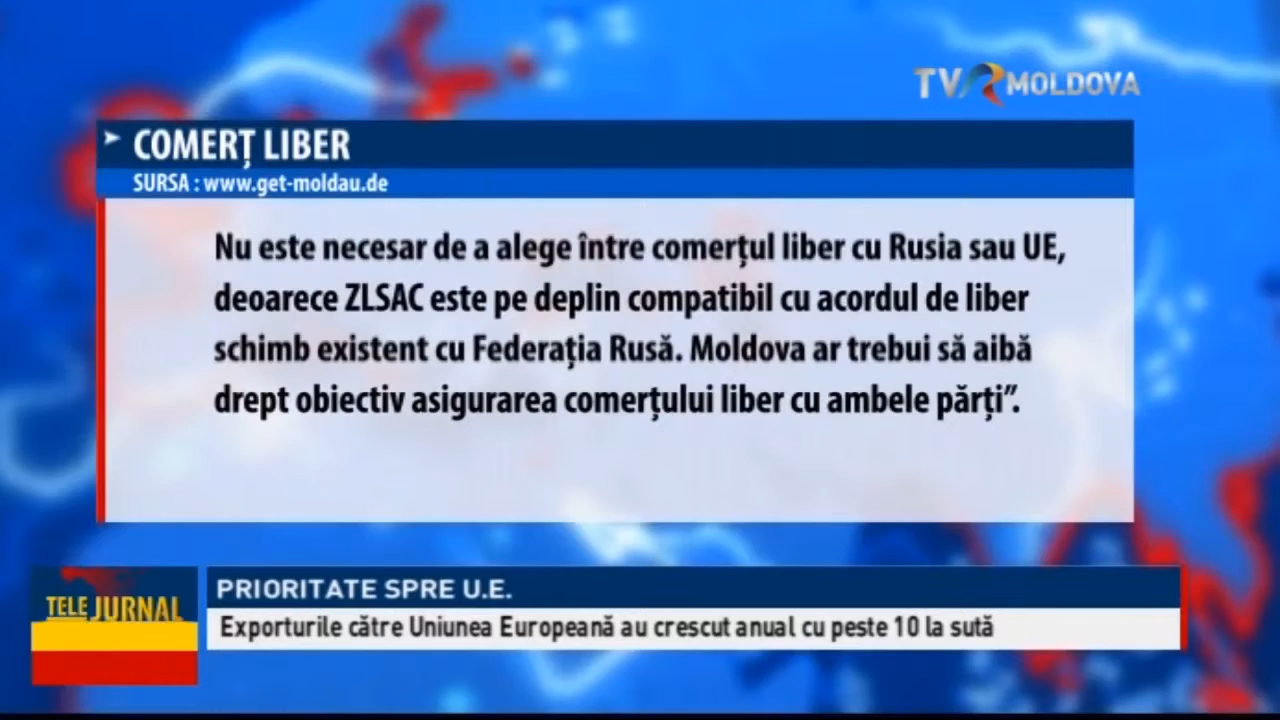 TVR MOLDOVA
COMERȚ LIBER
SURSA : www.get-moldau.de
Nu este necesar de a alege între comerțul liber cu Rusia sau UE,
deoarece ZLSAC este pe deplin compatibil cu acordul de liber
schimb existent cu Federația Rusă. Moldova ar trebui să aibă
drept obiectiv asigurarea comerțului liber cu ambele părți”.
TELEJURNAL
PRIORITATE SPRE U.E.
Exporturile către Uniunea Europeană au crescut anual cu peste 10 la sută